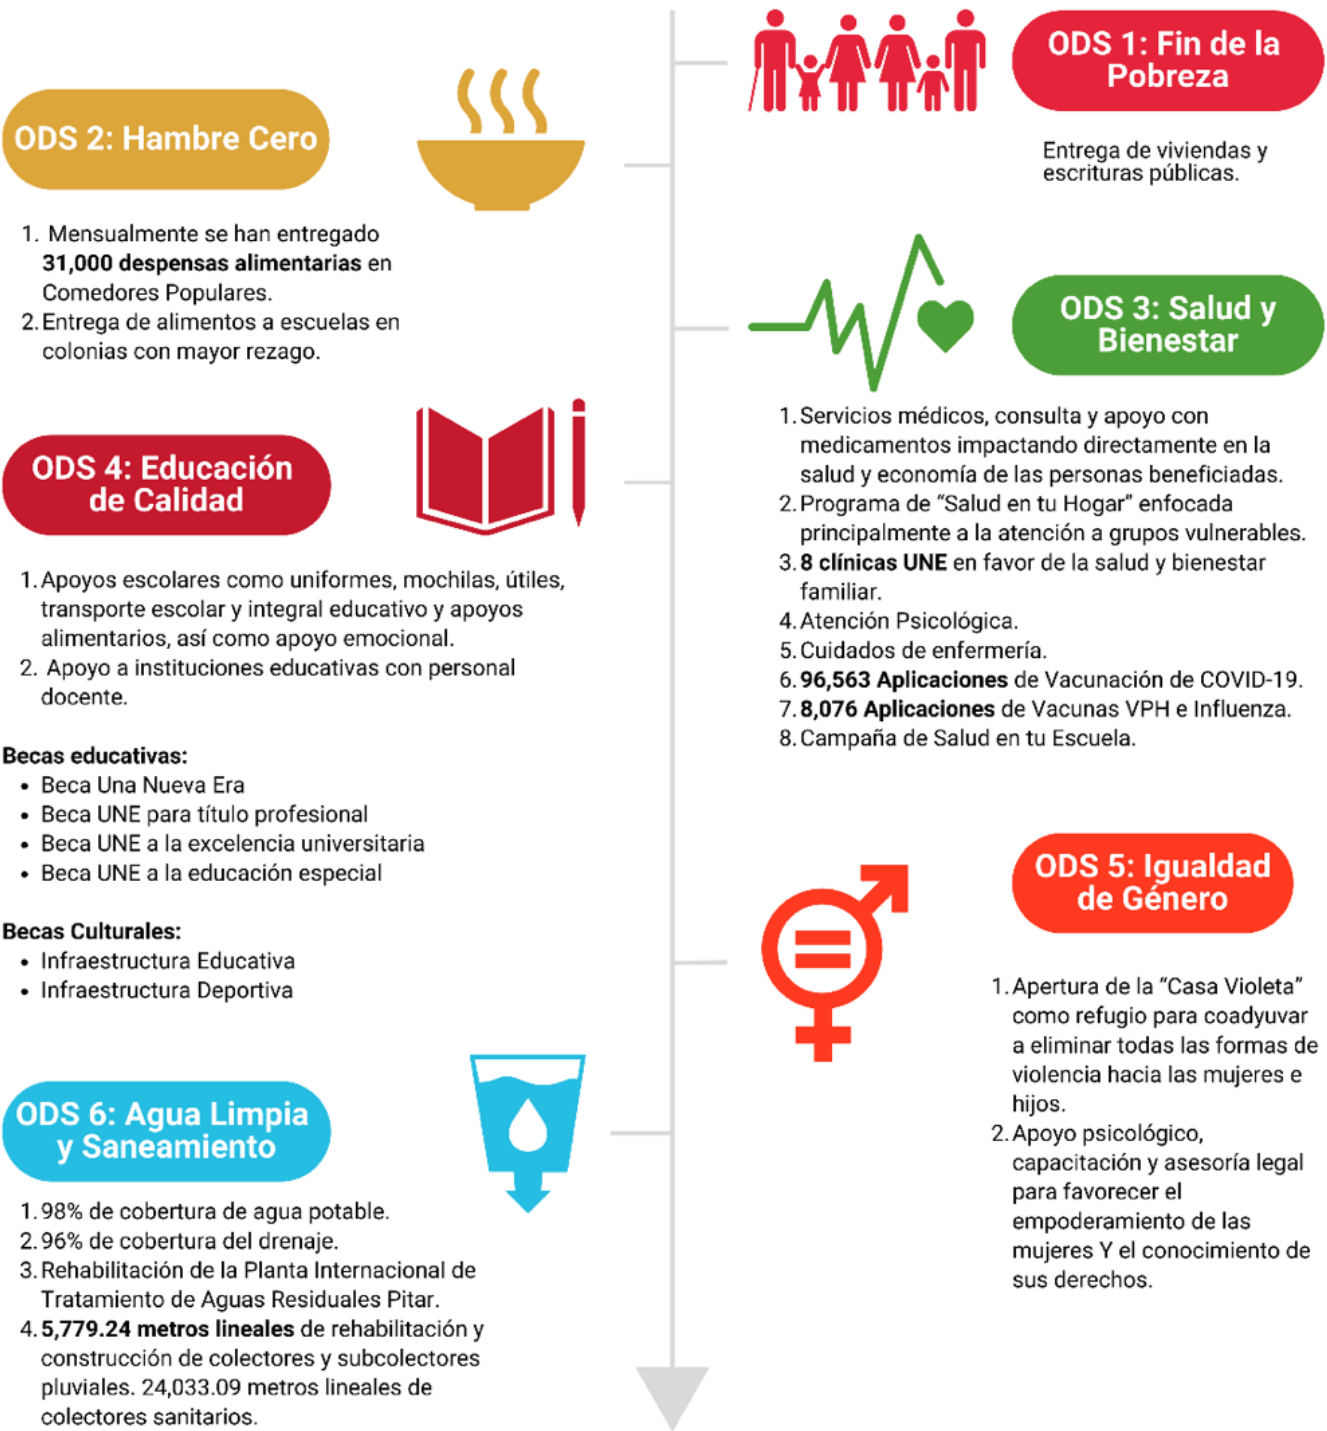 ODS 1: Fin de la
Pobreza
Entrega de viviendas y
escrituras públicas.
ODS 2: Hambre Cero
1. Mensualmente se han entregado
31,000 despensas alimentarias en
Comedores Populares.
2. Entrega de alimentos a escuelas en
colonias con mayor rezago.
ODS 3: Salud y
Bienestar
1. Servicios médicos, consulta y apoyo con
medicamentos impactando directamente en la
salud y economía de las personas beneficiadas.
2. Programa de “Salud en tu Hogar” enfocada
principalmente a la atención a grupos vulnerables.
3. 8 clínicas UNE en favor de la salud y bienestar
familiar.
4. Atención Psicológica.
5. Cuidados de enfermería.
6. 96,563 Aplicaciones de Vacunación de COVID-19.
7. 8,076 Aplicaciones de Vacunas VPH e Influenza.
8. Campaña de Salud en tu Escuela.
ODS 4: Educación
de Calidad
1. Apoyos escolares como uniformes, mochilas, útiles,
transporte escolar y integral educativo y apoyos
alimentarios, así como apoyo emocional.
2. Apoyo a instituciones educativas con personal
docente.
Becas educativas:
• Beca Una Nueva Era
• Beca UNE para título profesional
• Beca UNE a la excelencia universitaria
• Beca UNE a la educación especial
Becas Culturales:
• Infraestructura Educativa
• Infraestructura Deportiva
ODS 5: Igualdad
de Género
1. Apertura de la “Casa Violeta”
como refugio para coadyuvar
a eliminar todas las formas de
violencia hacia las mujeres e
hijos.
2. Apoyo psicológico,
capacitación y asesoría legal
para favorecer el
empoderamiento de las
mujeres Y el conocimiento de
sus derechos.
ODS 6: Agua Limpia
y Saneamiento
1. 98% de cobertura de agua potable.
2. 96% de cobertura del drenaje.
3. Rehabilitación de la Planta Internacional de
Tratamiento de Aguas Residuales Pitar.
4. 5,779.24 metros lineales de rehabilitación y
construcción de colectores y subcolectores
pluviales. 24,033.09 metros lineales de
colectores sanitarios.